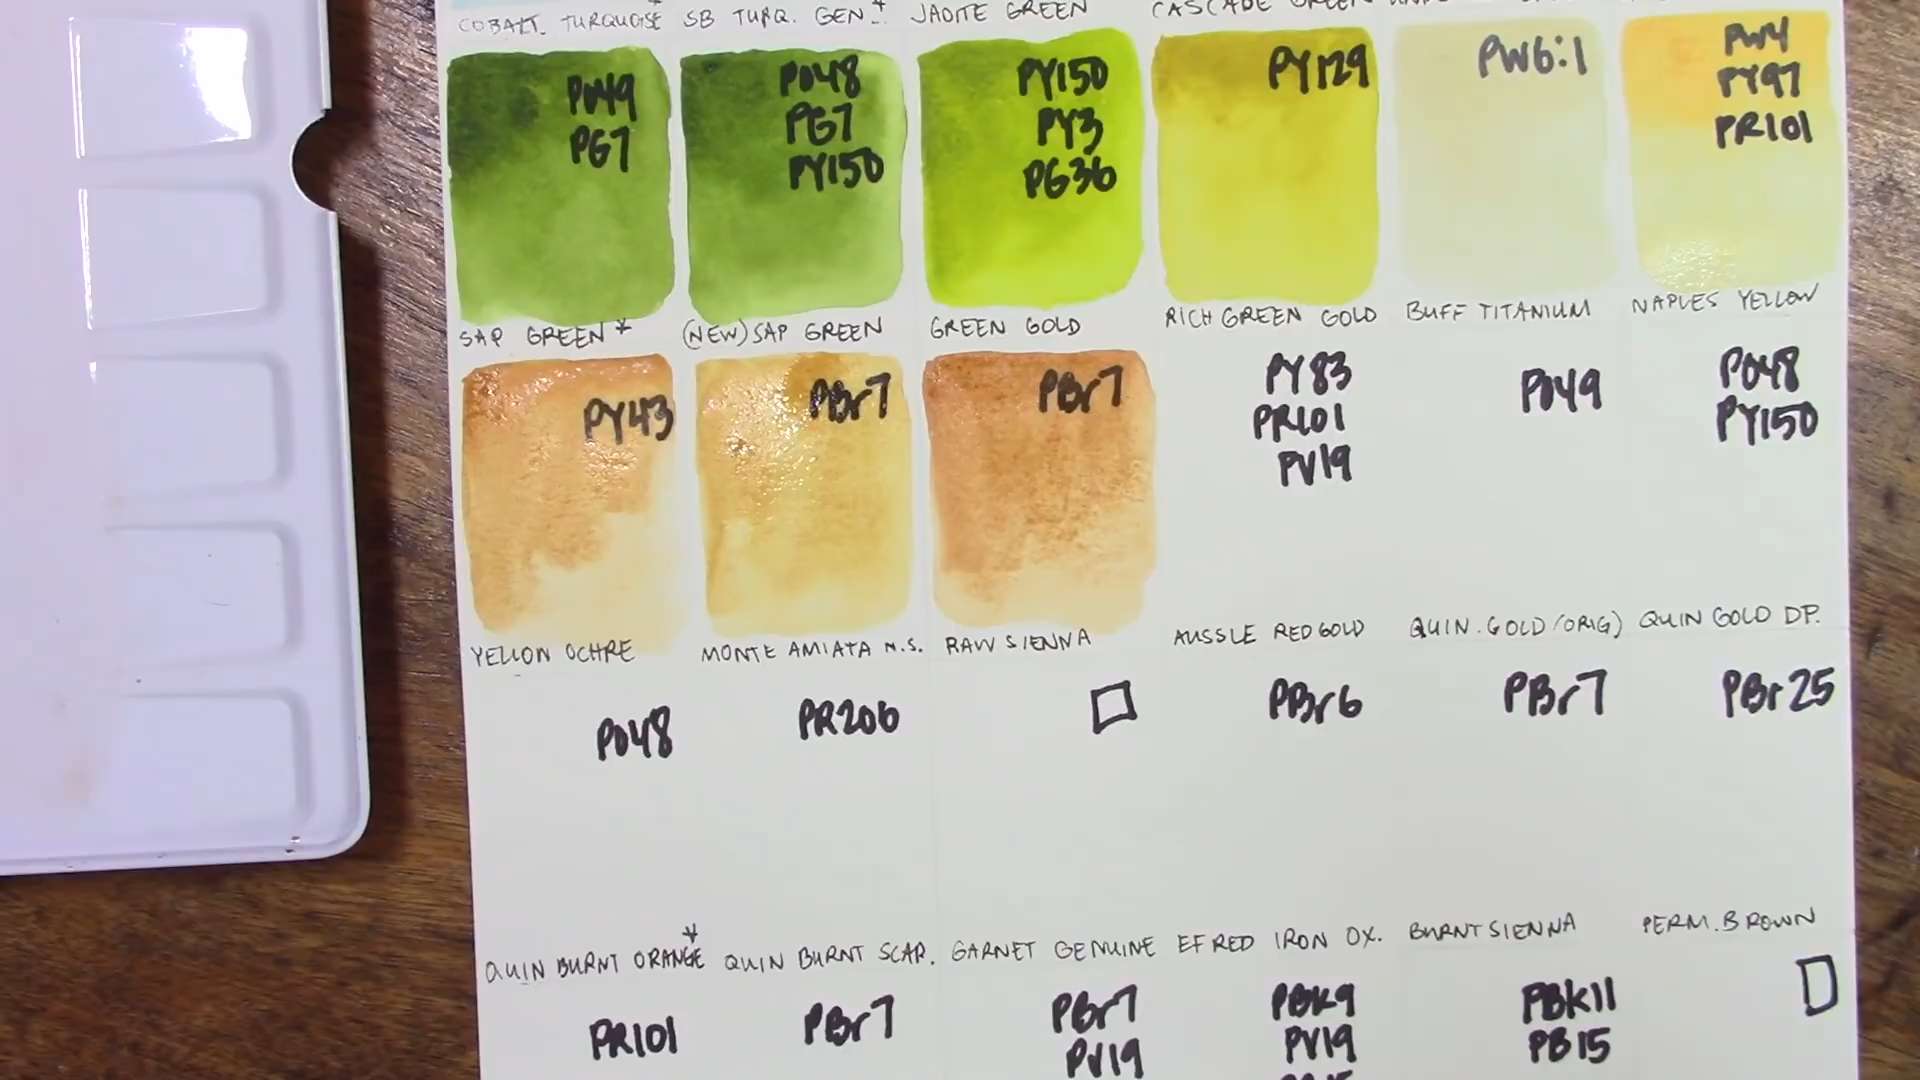 COBALT TURQUOISE* SB TURQ. GEN* JADITE GREEN CASCADE GREEN
PO49 PO48 PY150 PY129 PW6:1 PW4
PG7 PG7 PY3 PY97
PY150 PG36 PR101
SAP GREEN* (NEW) SAP GREEN GREEN GOLD RICH GREEN GOLD BUFF TITANIUM NAPLES YELLOW
PY43 PBr7 PBr7 PY83 PO49 PO48
PR101 PY150
PV19
YELLOW OCHRE MONTE AMIATA N.S. RAW SIENNA AUSSLE RED GOLD QUIN. GOLD (ORIG) QUIN GOLD DP.
PO48 PR206 PBr6 PBr7 PBr25
QUIN BURNT ORANGE* QUIN BURNT SCAR. GARNET GENUINE EF RED IRON OX. BURNT SIENNA PERM. BROWN
PR101 PBr7 PBr7 PBk9 PBk11
PV19 PV19 PB15